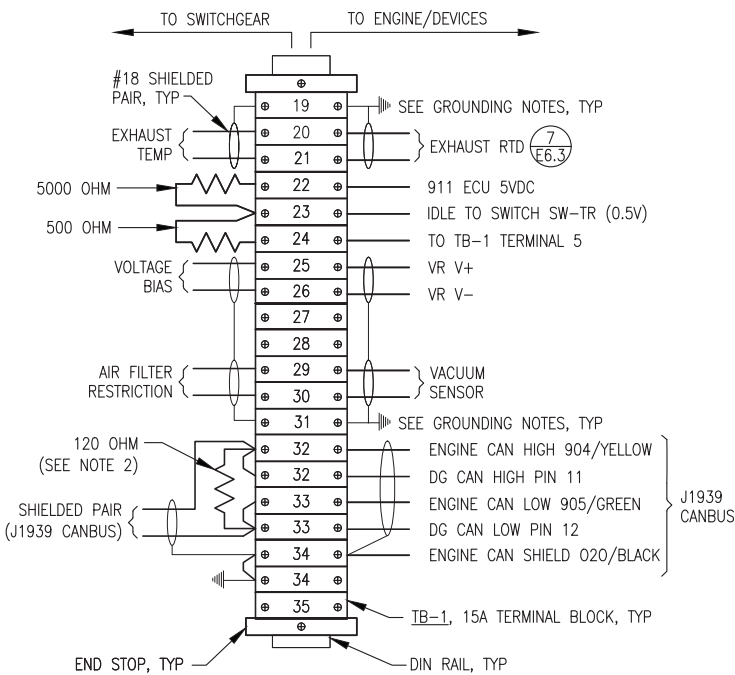 TO SWITCHGEAR
TO ENGINE/DEVICES
#18 SHIELDED
PAIR, TYP
19
SEE GROUNDING NOTES, TYP
EXHAUST
TEMP
20
21
EXHAUST RTD
7
E6.3
5000 OHM
22
911 ECU 5VDC
23
IDLE TO SWITCH SW-TR (0.5V)
500 OHM
24
TO TB-1 TERMINAL 5
VOLTAGE
BIAS
25
VR V+
26
VR V-
27
28
AIR FILTER
RESTRICTION
29
30
VACUUM
SENSOR
31
SEE GROUNDING NOTES, TYP
120 OHM
(SEE NOTE 2)
32
ENGINE CAN HIGH 904/YELLOW
32
DG CAN HIGH PIN 11
SHIELDED PAIR
(J1939 CANBUS)
33
ENGINE CAN LOW 905/GREEN
33
DG CAN LOW PIN 12
J1939
CANBUS
34
ENGINE CAN SHIELD 020/BLACK
34
35
TB-1, 15A TERMINAL BLOCK, TYP
END STOP, TYP
DIN RAIL, TYP